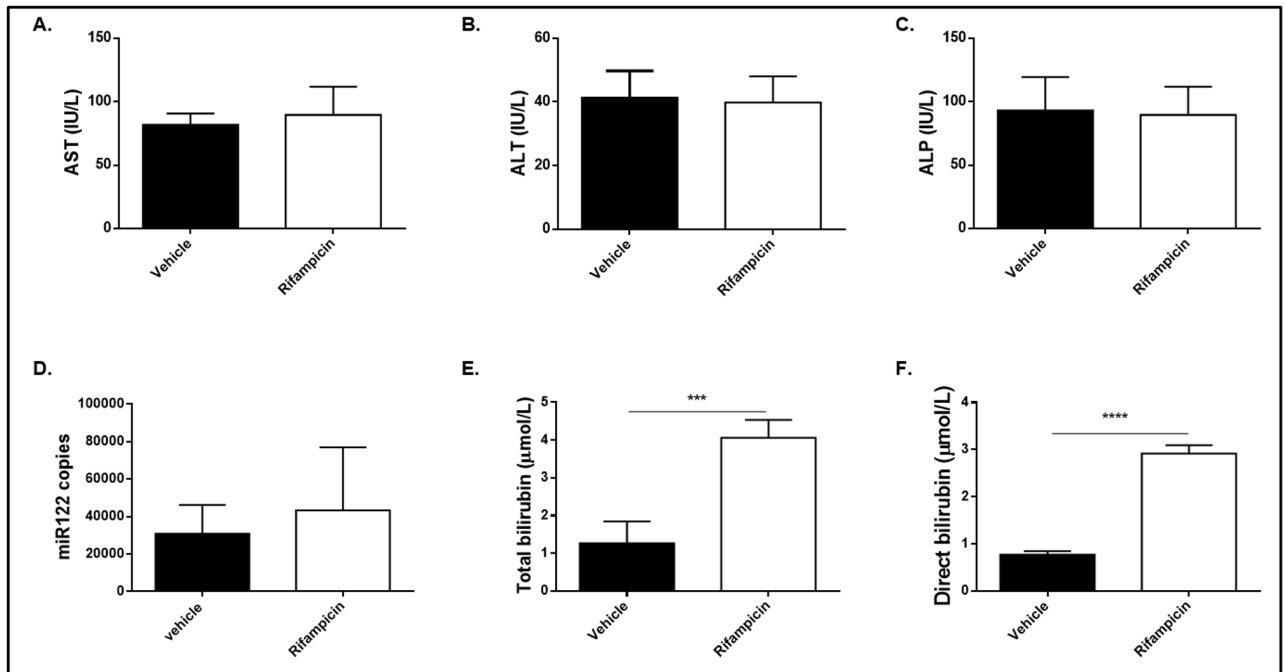 A.
AST (IU/L)
150
100
50
0
Vehicle
Rifampicin
B.
ALT (IU/L)
60
40
20
0
Vehicle
Rifampicin
C.
ALP (IU/L)
150
100
50
0
Vehicle
Rifampicin
D.
miR122 copies
100000
80000
60000
40000
20000
0
vehicle
Rifampicin
E.
Total bilirubin (μmol/L)
5
4
3
2
1
0
***
Vehicle
Rifampicin
F.
Direct bilirubin (μmol/L)
4
3
2
1
0
****
Vehicle
Rifampicin